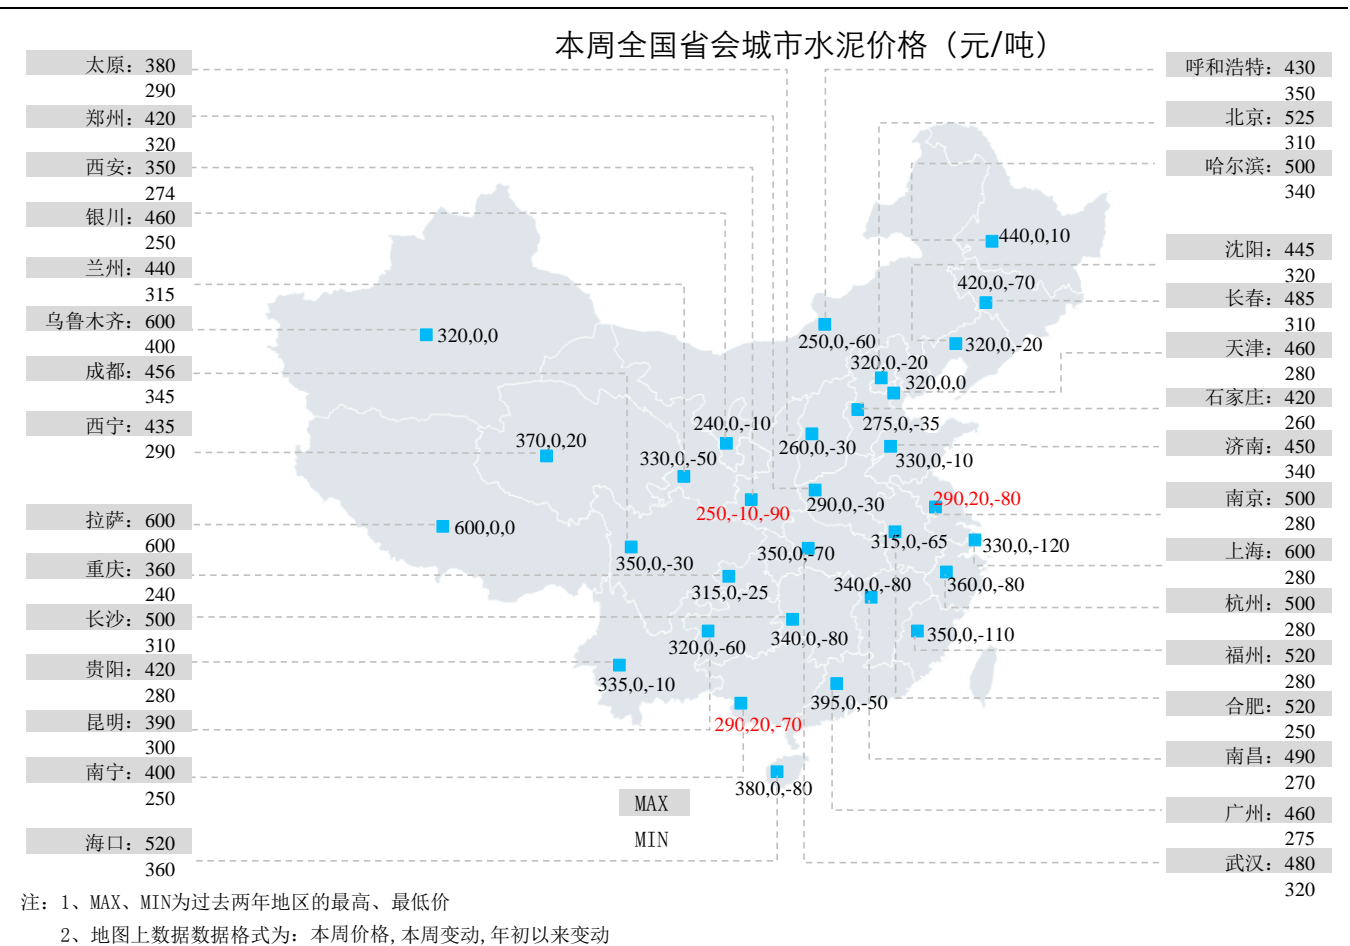 本周全国省会城市水泥价格（元/吨）
太原：380
290
郑州：420
320
西安：350
274
银川：460
250
兰州：440
315
乌鲁木齐：600
400
成都：456
345
西宁：435
290
拉萨：600
600
重庆：360
240
长沙：500
310
贵阳：420
280
昆明：390
300
南宁：400
250
海口：520
360
呼和浩特：430
350
北京：525
310
哈尔滨：500
340
沈阳：445
320
长春：485
310
天津：460
280
石家庄：420
260
济南：450
340
南京：500
280
上海：600
280
杭州：500
280
福州：520
280
合肥：520
250
南昌：490
270
广州：460
275
武汉：480
320
440,0,10
420,0,-70
320,0,0
250,0,-60
320,0,-20
320,0,-20
320,0,0
240,0,-10
275,0,-35
370,0,20
330,0,-50
260,0,-30
330,0,-10
290,20,-80
250,-10,-90
290,0,-30
600,0,0
315,0,-65
330,0,-120
350,0,-70
350,0,-30
315,0,-25
340,0,-80
360,0,-80
320,0,-60
340,0,-80
350,0,-110
335,0,-10
395,0,-50
290,20,-70
380,0,-80
MAX
MIN
注：1、MAX、MIN为过去两年地区的最高、最低价
2、地图上数据数据格式为：本周价格,本周变动,年初以来变动